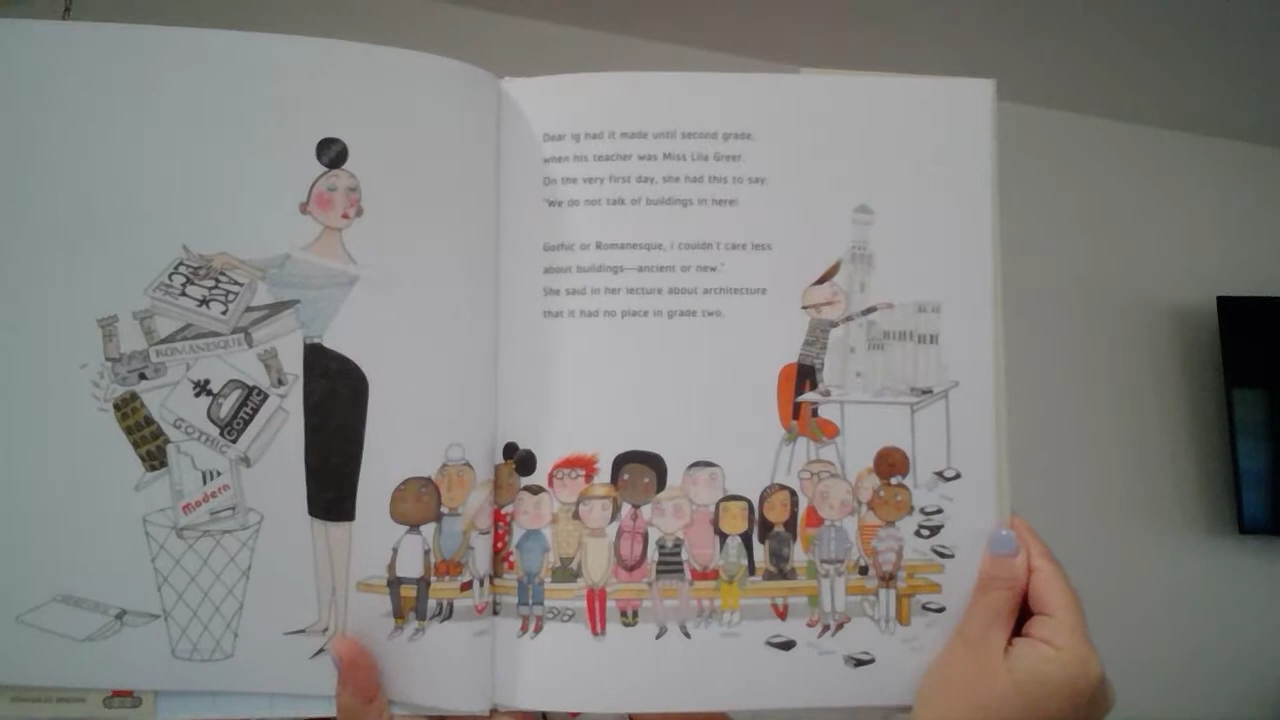 ARC
HIT
ECT
ROMANESQUE
GOTHIC
GOTHIC
Modern
Dear Ig had it made until second grade,
when his teacher was Miss Lila Greer.
On the very first day, she had this to say:
"We do not talk of buildings in here!
Gothic or Romanesque, I couldn't care less
about buildings—ancient or new."
She said in her lecture about architecture
that it had no place in grade two.